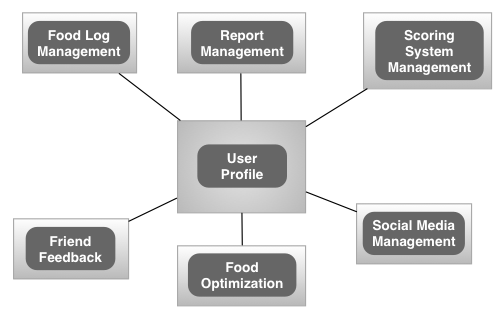 Food Log
Management
Report
Management
Scoring
System
Management
User
Profile
Friend
Feedback
Food
Optimization
Social Media
Management